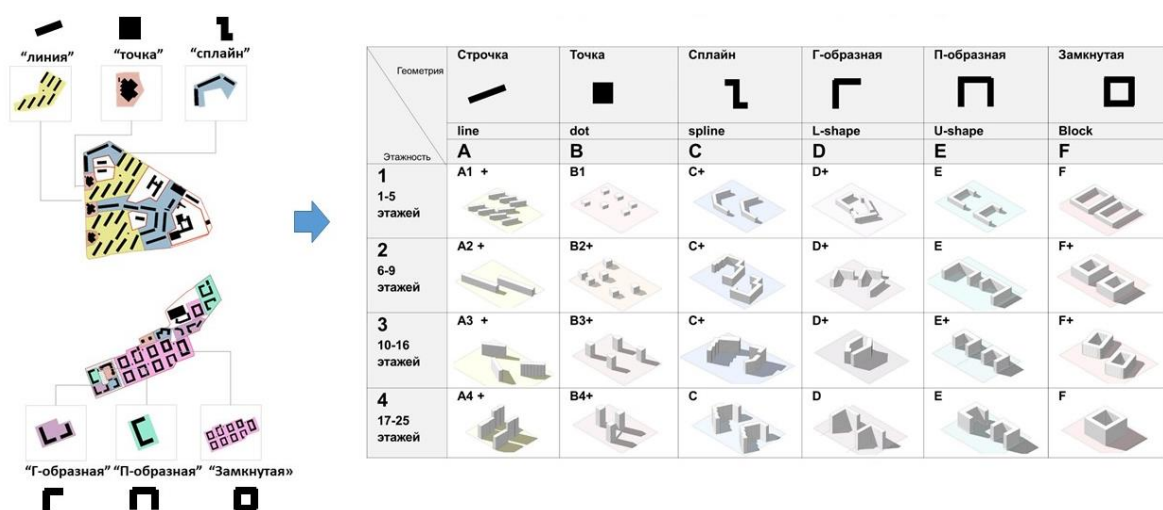 “линия” “точка” “сплайн”
“Г-образная” “П-образная” “Замкнутая»
Геометрия
Этажность
Строчка Точка Сплайн Г-образная П-образная Замкнутая
line dot spline L-shape U-shape Block
A B C D E F
1
1-5
этажей
A1 + B1 C+ D+ E F
2
6-9
этажей
A2 + B2+ C+ D+ E F+
3
10-16
этажей
A3 + B3+ C+ D+ E+ F+
4
17-25
этажей
A4 + B4+ C D E F